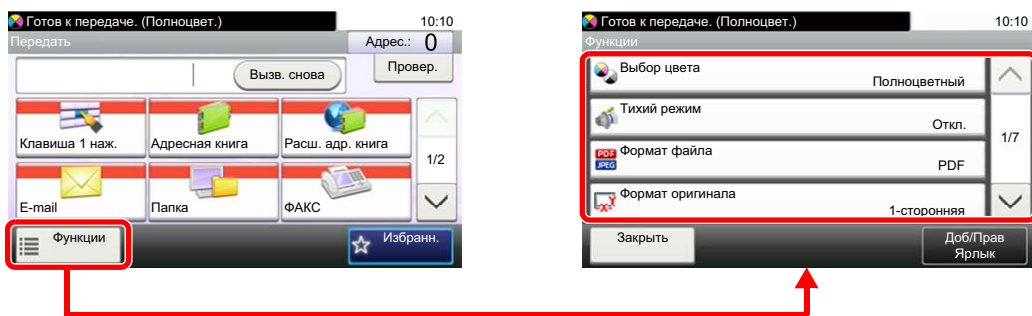 Готов к передаче. (Полноцвет.)
10:10
Передать
Адрес.: 0
Вызв. снова
Провер.
Клавиша 1 наж.
Адресная книга
Расш. адр. книга
1/2
E-mail
Папка
ФАКС
Функции
Избранн.
Готов к передаче. (Полноцвет.)
10:10
Функции
Выбор цвета
Полноцветный
Тихий режим
Откл.
1/7
PDF
JPEG
Формат файла
PDF
Формат оригинала
1-сторонняя
Закрыть
Доб/Прав
Ярлык